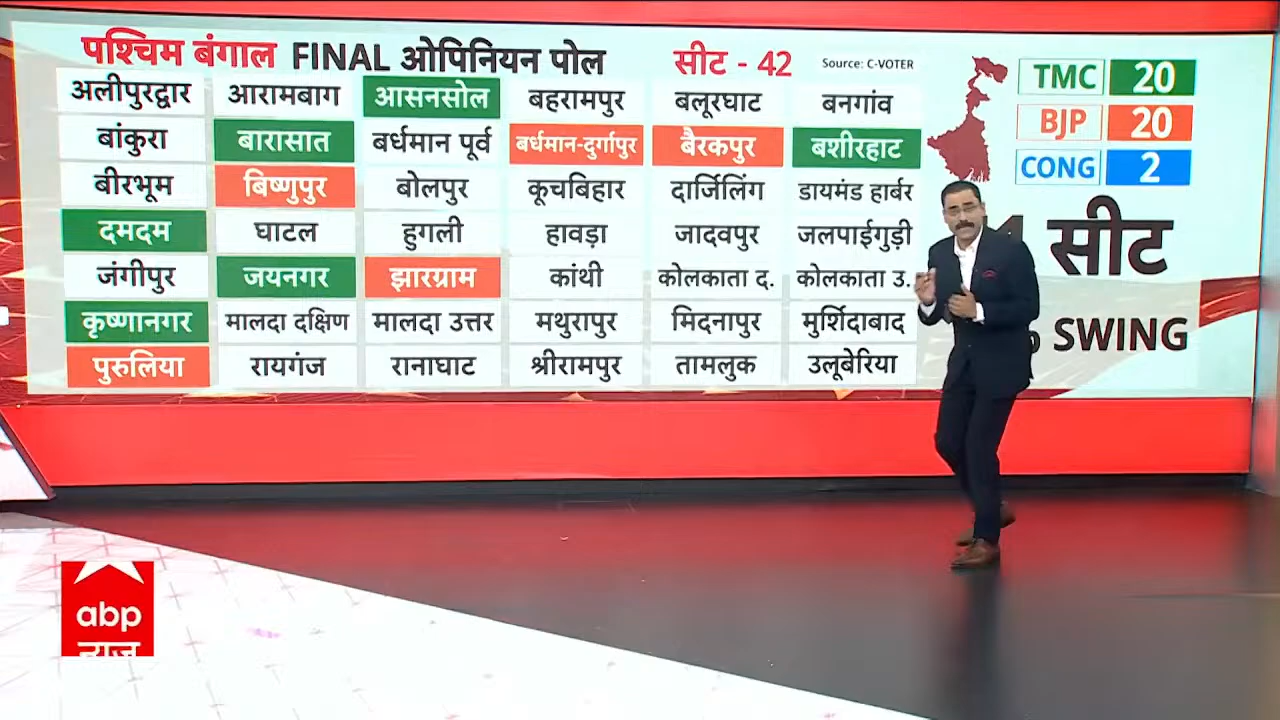 पश्चिम बंगाल FINAL ओपिनियन पोल सीट - 42 Source: C-VOTER
अलीपुरद्वार आरामबाग आसनसोल बहरामपुर बलूरघाट बनगांव
बांकुरा बारासात बर्धमान पूर्व बर्धमान-दुर्गापुर बैरकपुर बशीरहाट
बीरभूम बिष्णुपुर बोलपुर कूचबिहार दार्जिलिंग डायमंड हार्बर
दमदम घाटल हुगली हावड़ा जादवपुर जलपाईगुड़ी
जंगीपुर जयनगर झारग्राम कांथी कोलकाता द. कोलकाता उ.
कृष्णानगर मालदा दक्षिण मालदा उत्तर मथुरापुर मिदनापुर मुर्शिदाबाद
पुरुलिया रायगंज रानाघाट श्रीरामपुर तामलुक उलूबेरिया
TMC 20
BJP 20
CONG 2
सीट
SWING
abp
न्यूज़